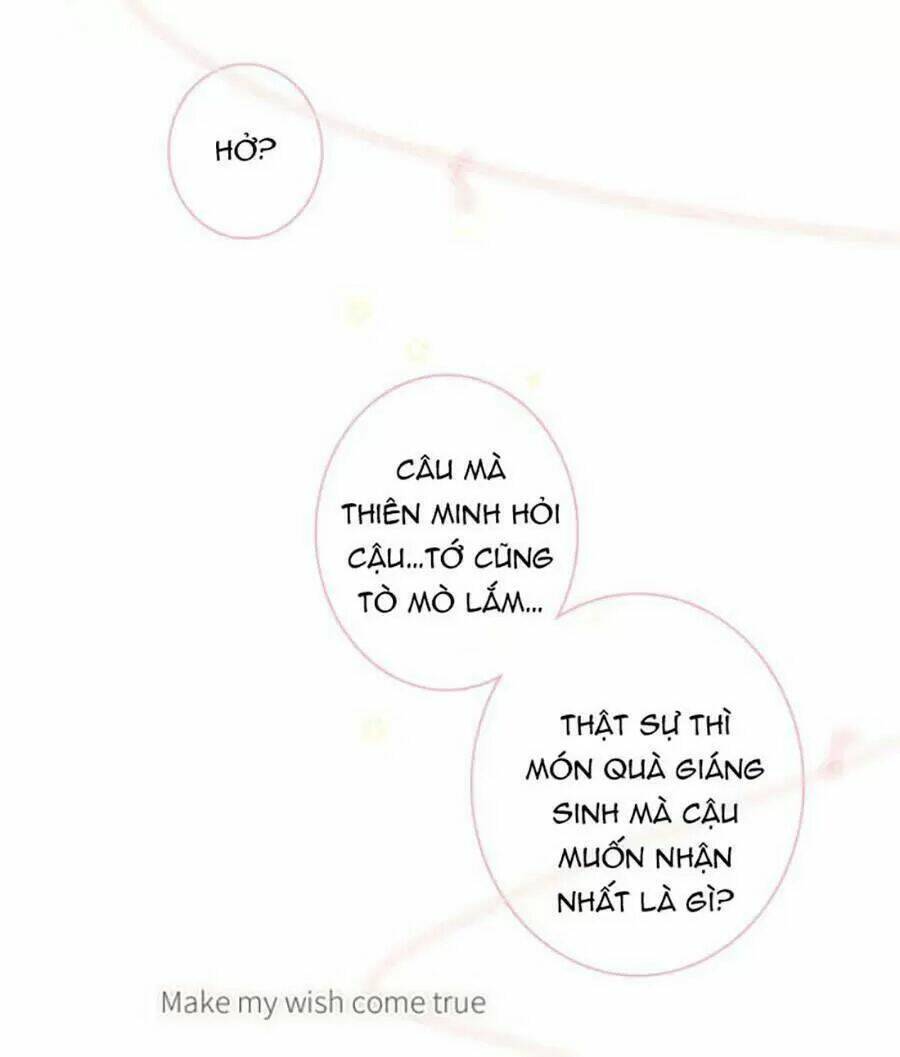 HỞ?
CÂU MÀ
THIÊN MINH HỎI
CẬU...TỚ CŨNG
TÒ MÒ LẮM...
THẬT SỰ THÌ
MÓN QUÀ GIÁNG
SINH MÀ CẬU
MUỐN NHẬN
NHẤT LÀ GÌ?
Make my wish come true